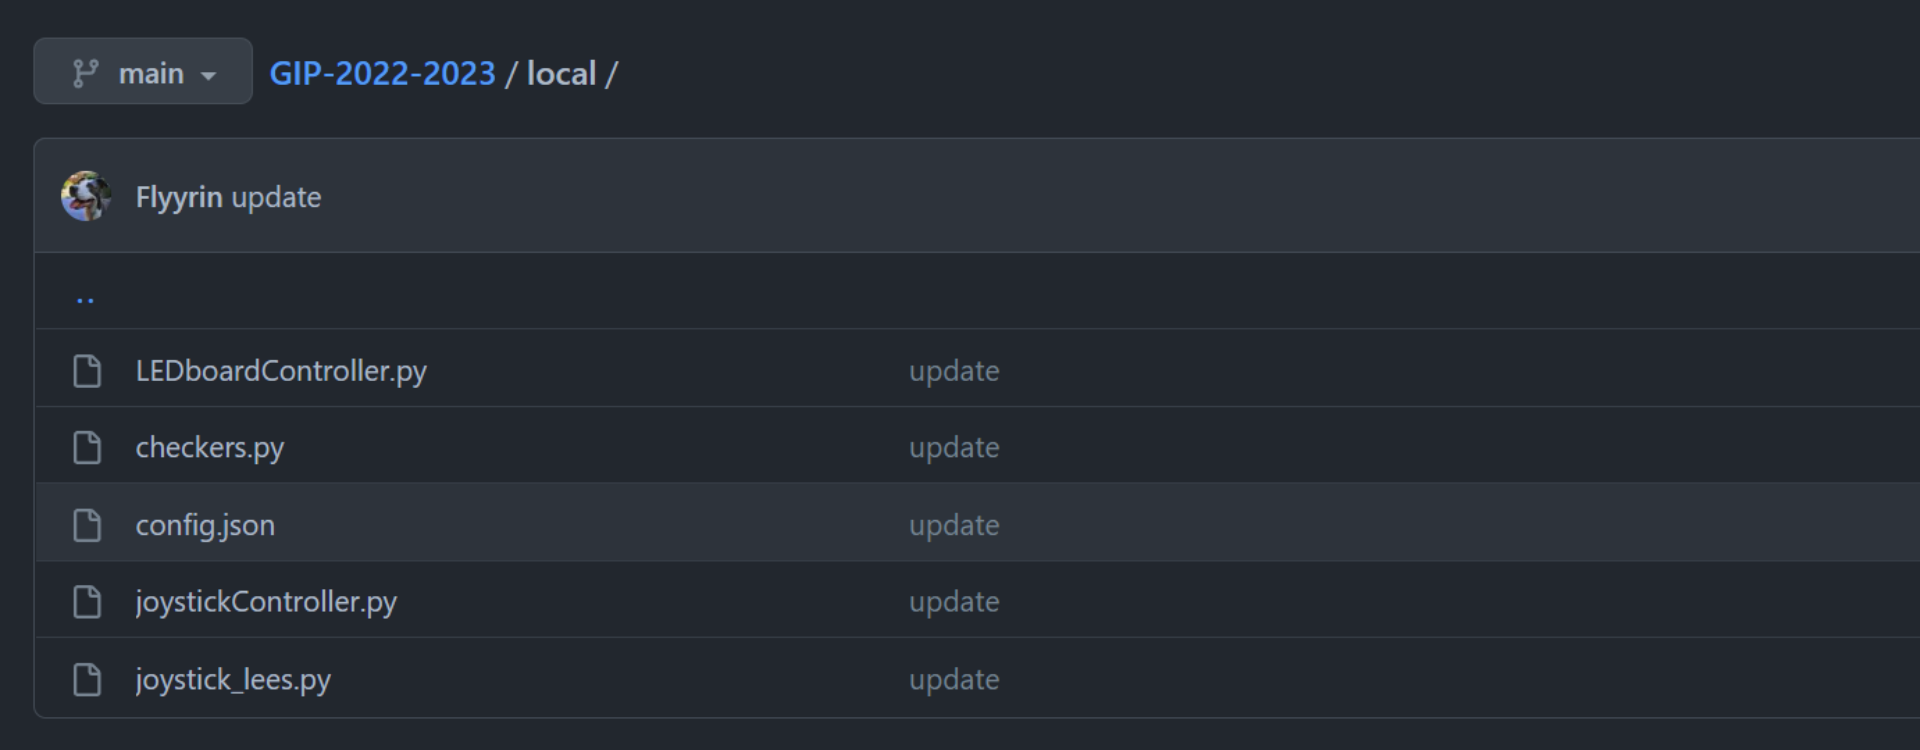 main GIP-2022-2023 / local /
Flyyrin update
..
LEDboardController.py update
checkers.py update
config.json update
joystickController.py update
joystick_lees.py update